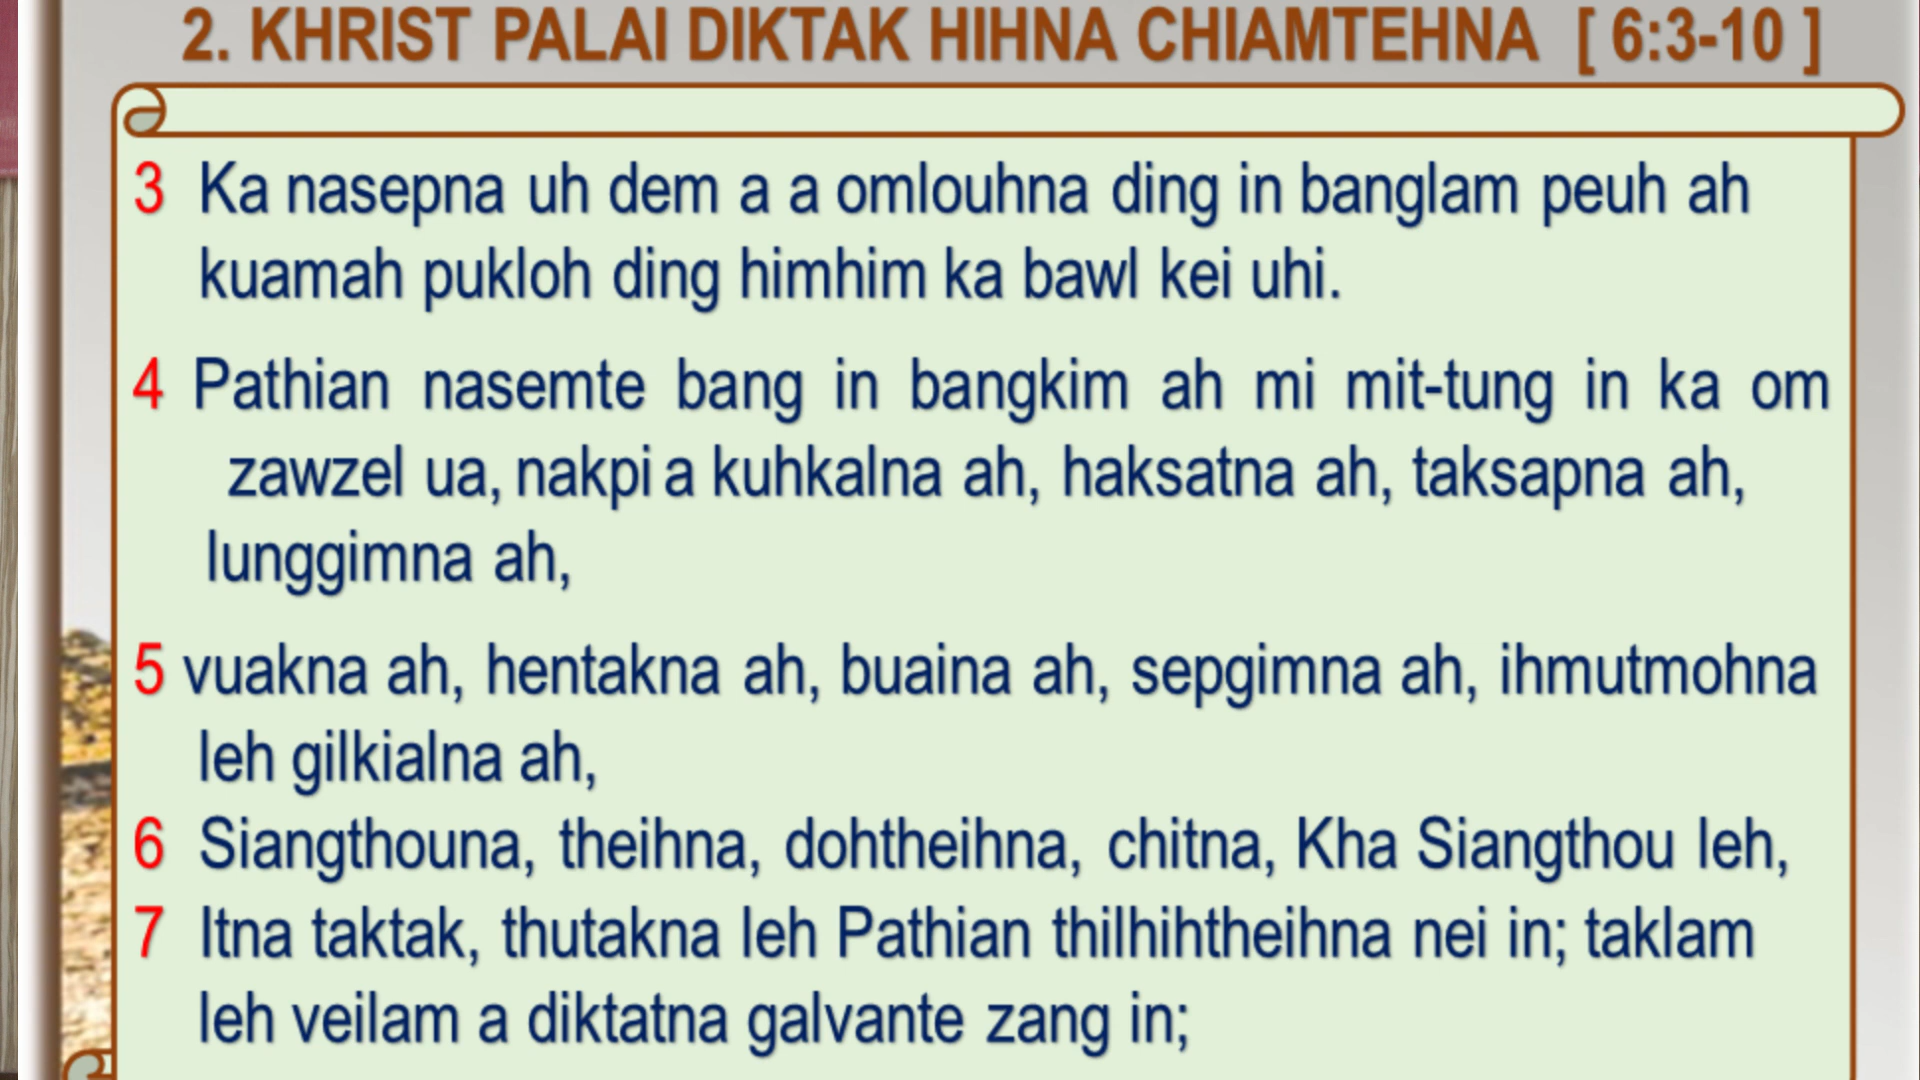 2. KHRIST PALAI DIKTAK HIHNA CHIAMTEHNA [ 6:3-10 ]
3 Ka nasepna uh dem a a omlouhna ding in banglam peuh ah
kuamah pukloh ding himhim ka bawl kei uhi.
4 Pathian nasemte bang in bangkim ah mi mit-tung in ka om
zawzel ua, nakpi a kuhkalna ah, haksatna ah, taksapna ah,
lunggimna ah,
5 vuakna ah, hentakna ah, buaina ah, sepgimna ah, ihmutmohna
leh gilkialna ah,
6 Siangthouna, theihna, dohtheihna, chitna, Kha Siangthou leh,
7 Itna taktak, thutakna leh Pathian thilhihtheihna nei in; taklam
leh veilam a diktatna galvante zang in;